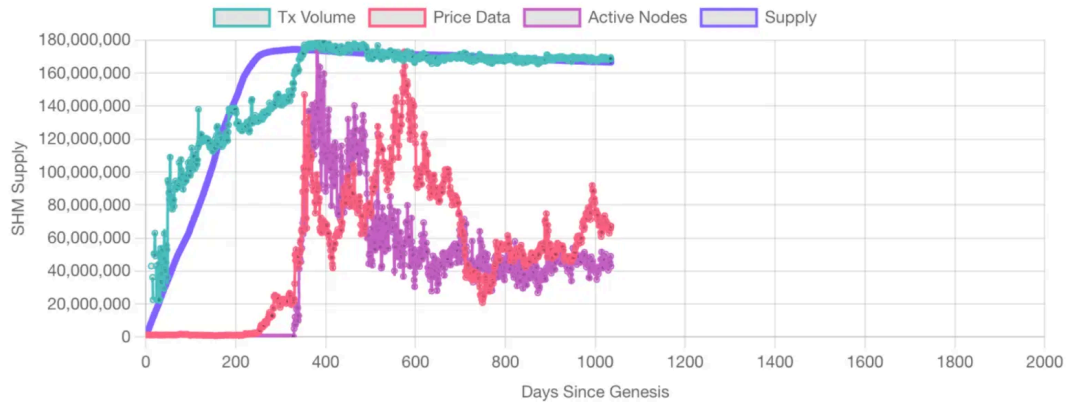 Tx Volume Price Data Active Nodes Supply
180,000,000
160,000,000
140,000,000
120,000,000
100,000,000
80,000,000
60,000,000
40,000,000
20,000,000
0
SHM Supply
0 200 400 600 800 1000 1200 1400 1600 1800 2000
Days Since Genesis